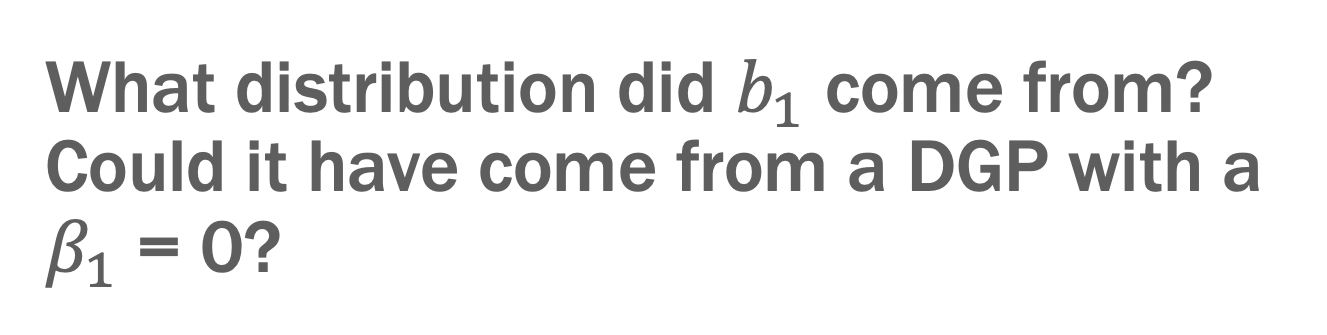 What distribution did b₁ come from?
Could it have come from a DGP with a
β₁ = 0?